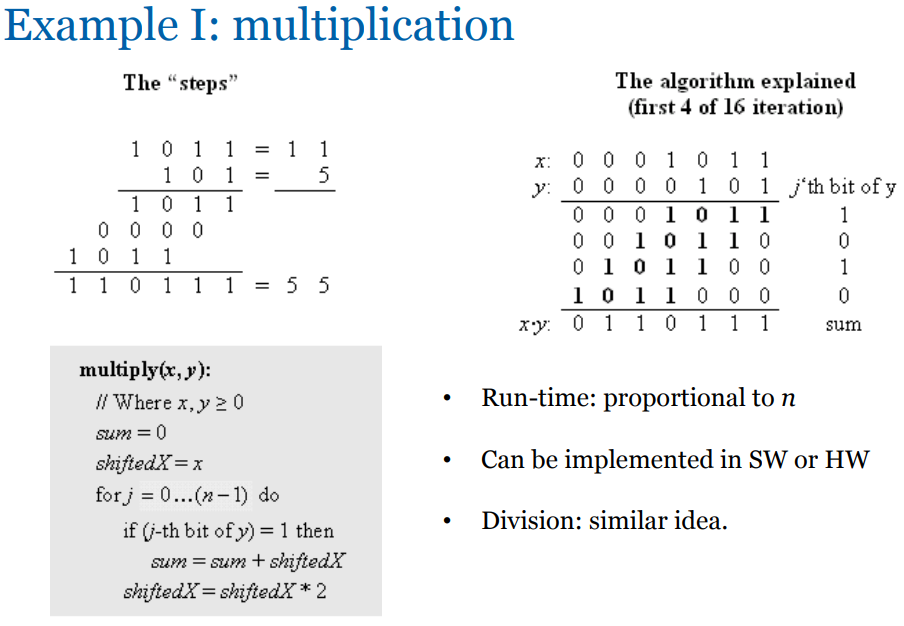 Example I: multiplication
The “steps”
1 0 1 1 = 1 1
1 0 1 = 5
1 0 1 1
0 0 0 0
1 0 1 1
1 1 0 1 1 1 = 5 5
multiply(x, y):
// Where x, y ≥ 0
sum = 0
shiftedX = x
for j = 0...(n − 1) do
if (j-th bit of y) = 1 then
sum = sum + shiftedX
shiftedX = shiftedX * 2
The algorithm explained
(first 4 of 16 iteration)
x: 0 0 0 1 0 1 1
y: 0 0 0 0 1 0 1 j‘th bit of y
0 0 0 1 0 1 1 1
0 0 1 0 1 1 0 0
0 1 0 1 1 0 0 1
1 0 1 1 0 0 0 0
x·y: 0 1 1 0 1 1 1 sum
• Run-time: proportional to n
• Can be implemented in SW or HW
• Division: similar idea.